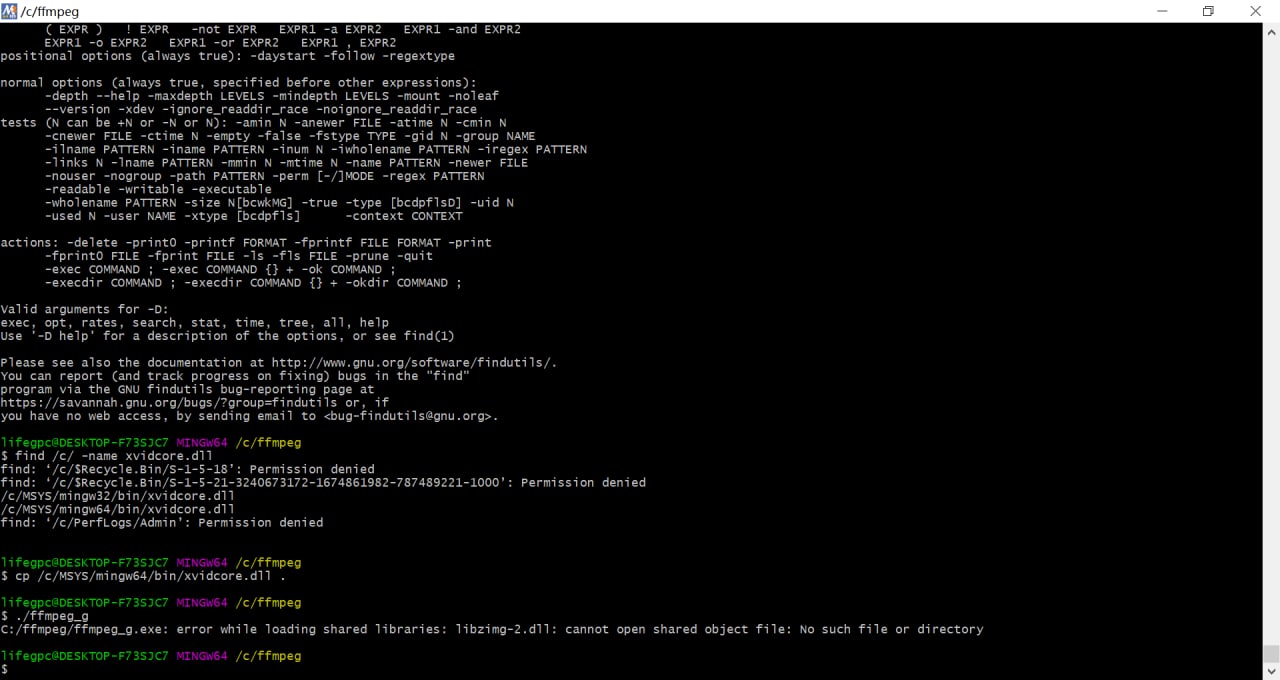 /c/ffmpeg
( EXPR ) ! EXPR -not EXPR EXPR1 -a EXPR2 EXPR1 -and EXPR2
EXPR1 -o EXPR2 EXPR1 -or EXPR2 EXPR1 , EXPR2
positional options (always true): -daystart -follow -regextype
normal options (always true, specified before other expressions):
-depth --help -maxdepth LEVELS -mindepth LEVELS -mount -noleaf
--version -xdev -ignore_readdir_race -noignore_readdir_race
tests (N can be +N or -N or N): -amin N -anewer FILE -atime N -cmin N
-cnewer FILE -ctime N -empty -false -fstype TYPE -gid N -group NAME
-ilname PATTERN -iname PATTERN -inum N -iwholename PATTERN -iregex PATTERN
-links N -lname PATTERN -mmin N -mtime N -name PATTERN -newer FILE
-nouser -nogroup -path PATTERN -perm [-/]MODE -regex PATTERN
-readable -writable -executable
-wholename PATTERN -size N[bcwkMG] -true -type [bcdpflsD] -uid N
-used N -user NAME -xtype [bcdpfls] -context CONTEXT
actions: -delete -print0 -printf FORMAT -fprintf FILE FORMAT -print
-fprint0 FILE -fprint FILE -ls -fls FILE -prune -quit
-exec COMMAND ; -exec COMMAND {} + -ok COMMAND ;
-execdir COMMAND ; -execdir COMMAND {} + -okdir COMMAND ;
Valid arguments for -D:
exec, opt, rates, search, stat, time, tree, all, help
Use '-D help' for a description of the options, or see find(1)
Please see also the documentation at http://www.gnu.org/software/findutils/.
You can report (and track progress on fixing) bugs in the "find"
program via the GNU findutils bug-reporting page at
https://savannah.gnu.org/bugs/?group=findutils or, if
you have no web access, by sending email to <bug-findutils@gnu.org>.
lifegpc@DESKTOP-F73SJC7 MINGW64 /c/ffmpeg
$ find /c/ -name xvidcore.dll
find: ‘/c/$Recycle.Bin/S-1-5-18’: Permission denied
find: ‘/c/$Recycle.Bin/S-1-5-21-3240673172-1674861982-787489221-1000’: Permission denied
/c/MSYS/mingw32/bin/xvidcore.dll
/c/MSYS/mingw64/bin/xvidcore.dll
find: ‘/c/PerfLogs/Admin’: Permission denied
lifegpc@DESKTOP-F73SJC7 MINGW64 /c/ffmpeg
$ cp /c/MSYS/mingw64/bin/xvidcore.dll .
lifegpc@DESKTOP-F73SJC7 MINGW64 /c/ffmpeg
$ ./ffmpeg_g
C:/ffmpeg/ffmpeg_g.exe: error while loading shared libraries: libzimg-2.dll: cannot open shared object file: No such file or directory
lifegpc@DESKTOP-F73SJC7 MINGW64 /c/ffmpeg
$